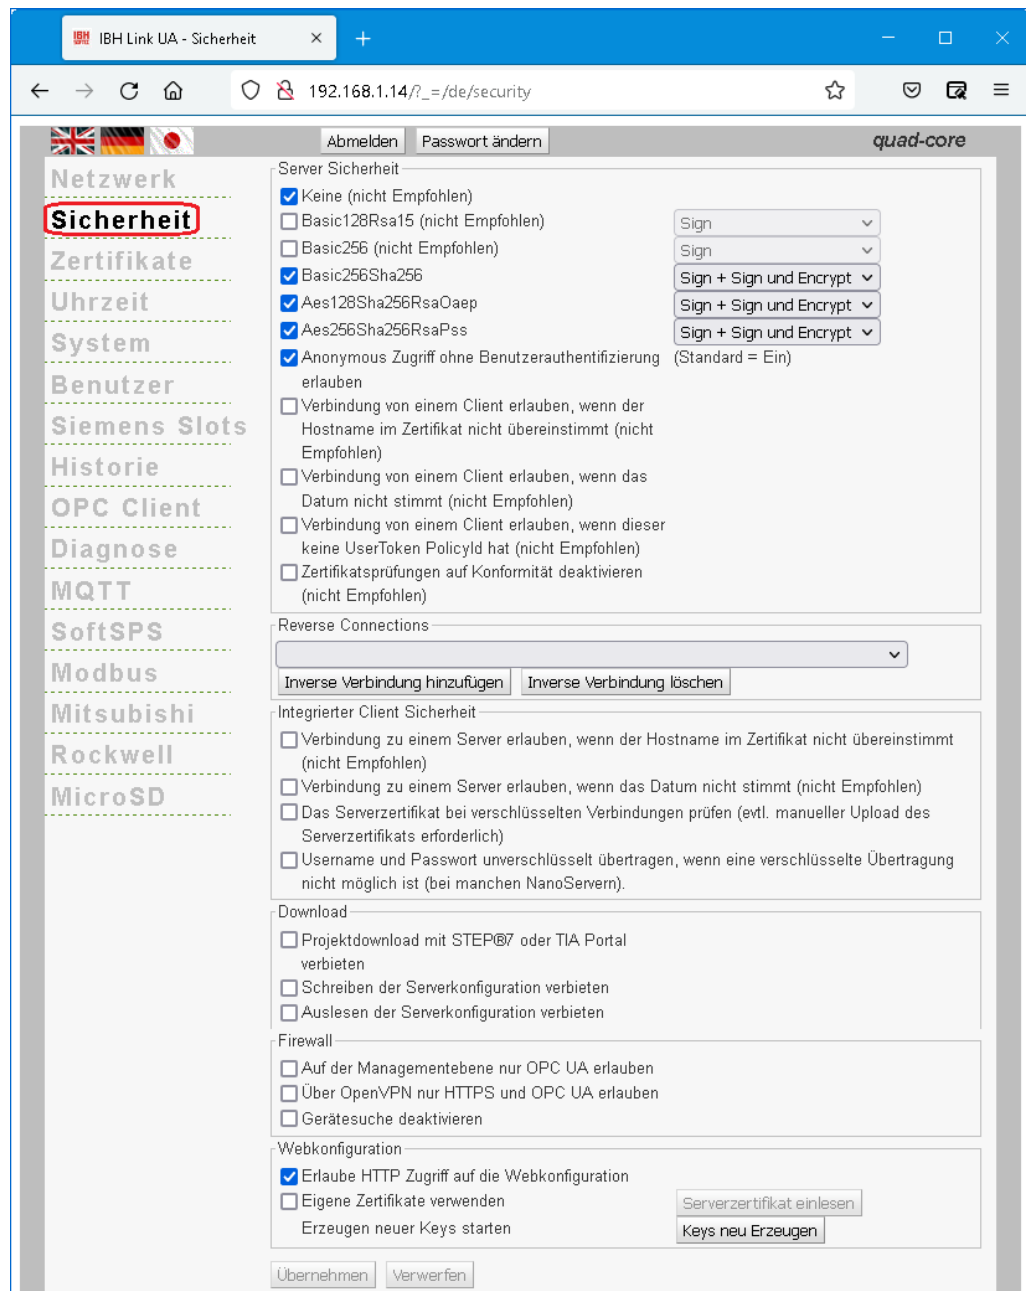 IBH Link UA - Sicherheit
192.168.1.14/?_=/de/security
Abmelden Passwort ändern quad-core
Netzwerk
Sicherheit
Zertifikate
Uhrzeit
System
Benutzer
Siemens Slots
Historie
OPC Client
Diagnose
MQTT
SoftSPS
Modbus
Mitsubishi
Rockwell
MicroSD
Server Sicherheit
Keine (nicht Empfohlen)
Basic128Rsa15 (nicht Empfohlen) Sign
Basic256 (nicht Empfohlen) Sign
Basic256Sha256 Sign + Sign und Encrypt
Aes128Sha256RsaOaep Sign + Sign und Encrypt
Aes256Sha256RsaPss Sign + Sign und Encrypt
Anonymous Zugriff ohne Benutzerauthentifizierung (Standard = Ein)
erlauben
Verbindung von einem Client erlauben, wenn der
Hostname im Zertifikat nicht übereinstimmt (nicht
Empfohlen)
Verbindung von einem Client erlauben, wenn das
Datum nicht stimmt (nicht Empfohlen)
Verbindung von einem Client erlauben, wenn dieser
keine UserToken PolicyId hat (nicht Empfohlen)
Zertifikatsprüfungen auf Konformität deaktivieren
(nicht Empfohlen)
Reverse Connections
Inverse Verbindung hinzufügen Inverse Verbindung löschen
Integrierter Client Sicherheit
Verbindung zu einem Server erlauben, wenn der Hostname im Zertifikat nicht übereinstimmt
(nicht Empfohlen)
Verbindung zu einem Server erlauben, wenn das Datum nicht stimmt (nicht Empfohlen)
Das Serverzertifikat bei verschlüsselten Verbindungen prüfen (evtl. manueller Upload des
Serverzertifikats erforderlich)
Username und Passwort unverschlüsselt übertragen, wenn eine verschlüsselte Übertragung
nicht möglich ist (bei manchen NanoServern).
Download
Projektdownload mit STEP®7 oder TIA Portal
verbieten
Schreiben der Serverkonfiguration verbieten
Auslesen der Serverkonfiguration verbieten
Firewall
Auf der Managementebene nur OPC UA erlauben
Über OpenVPN nur HTTPS und OPC UA erlauben
Gerätesuche deaktivieren
Webkonfiguration
Erlaube HTTP Zugriff auf die Webkonfiguration
Eigene Zertifikate verwenden Serverzertifikat einlesen
Erzeugen neuer Keys starten Keys neu Erzeugen
Übernehmen Verwerfen